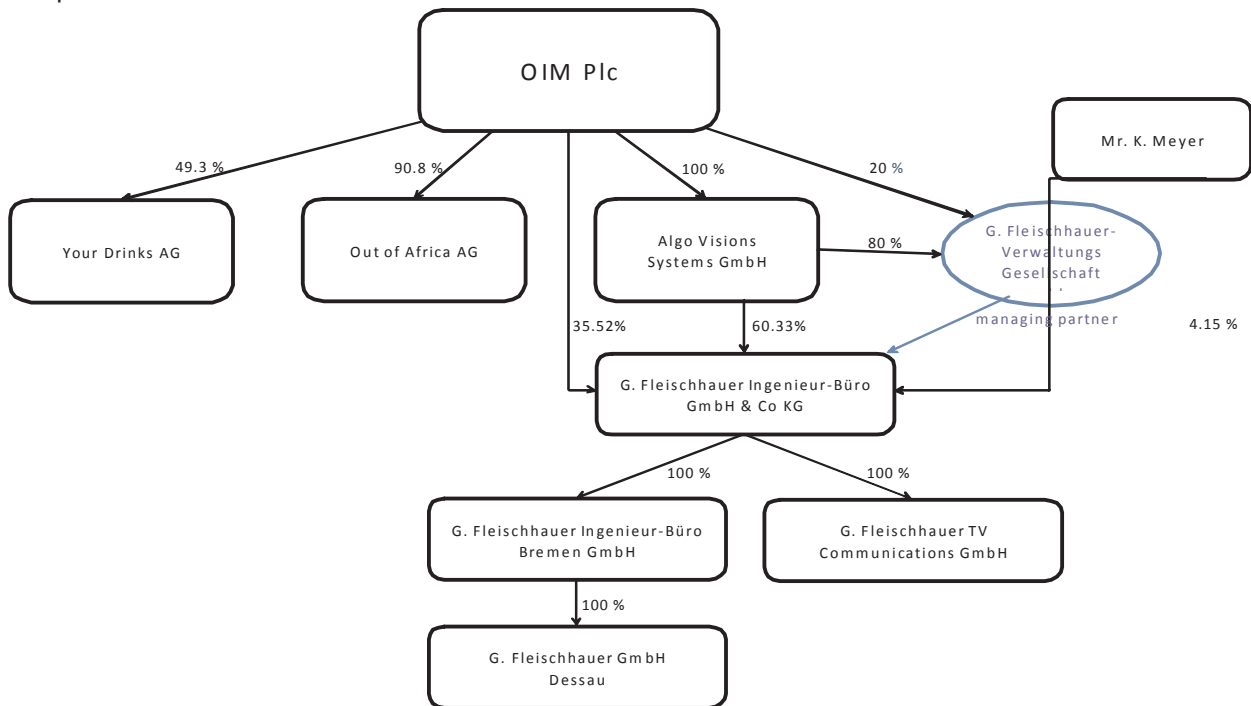 OIM Plc
Mr. K. Meyer
49.3 %
90.8 %
100 %
20 %
Your Drinks AG
Out of Africa AG
Algo Visions
Systems GmbH
80 %
G. Fleischhauer-
Verwaltungs
Gesellschaft
managing partner
35.52%
60.33%
4.15 %
G. Fleischhauer Ingenieur-Büro
GmbH & Co KG
100 %
100 %
G. Fleischhauer Ingenieur-Büro
Bremen GmbH
G. Fleischhauer TV
Communications GmbH
100 %
G. Fleischhauer GmbH
Dessau